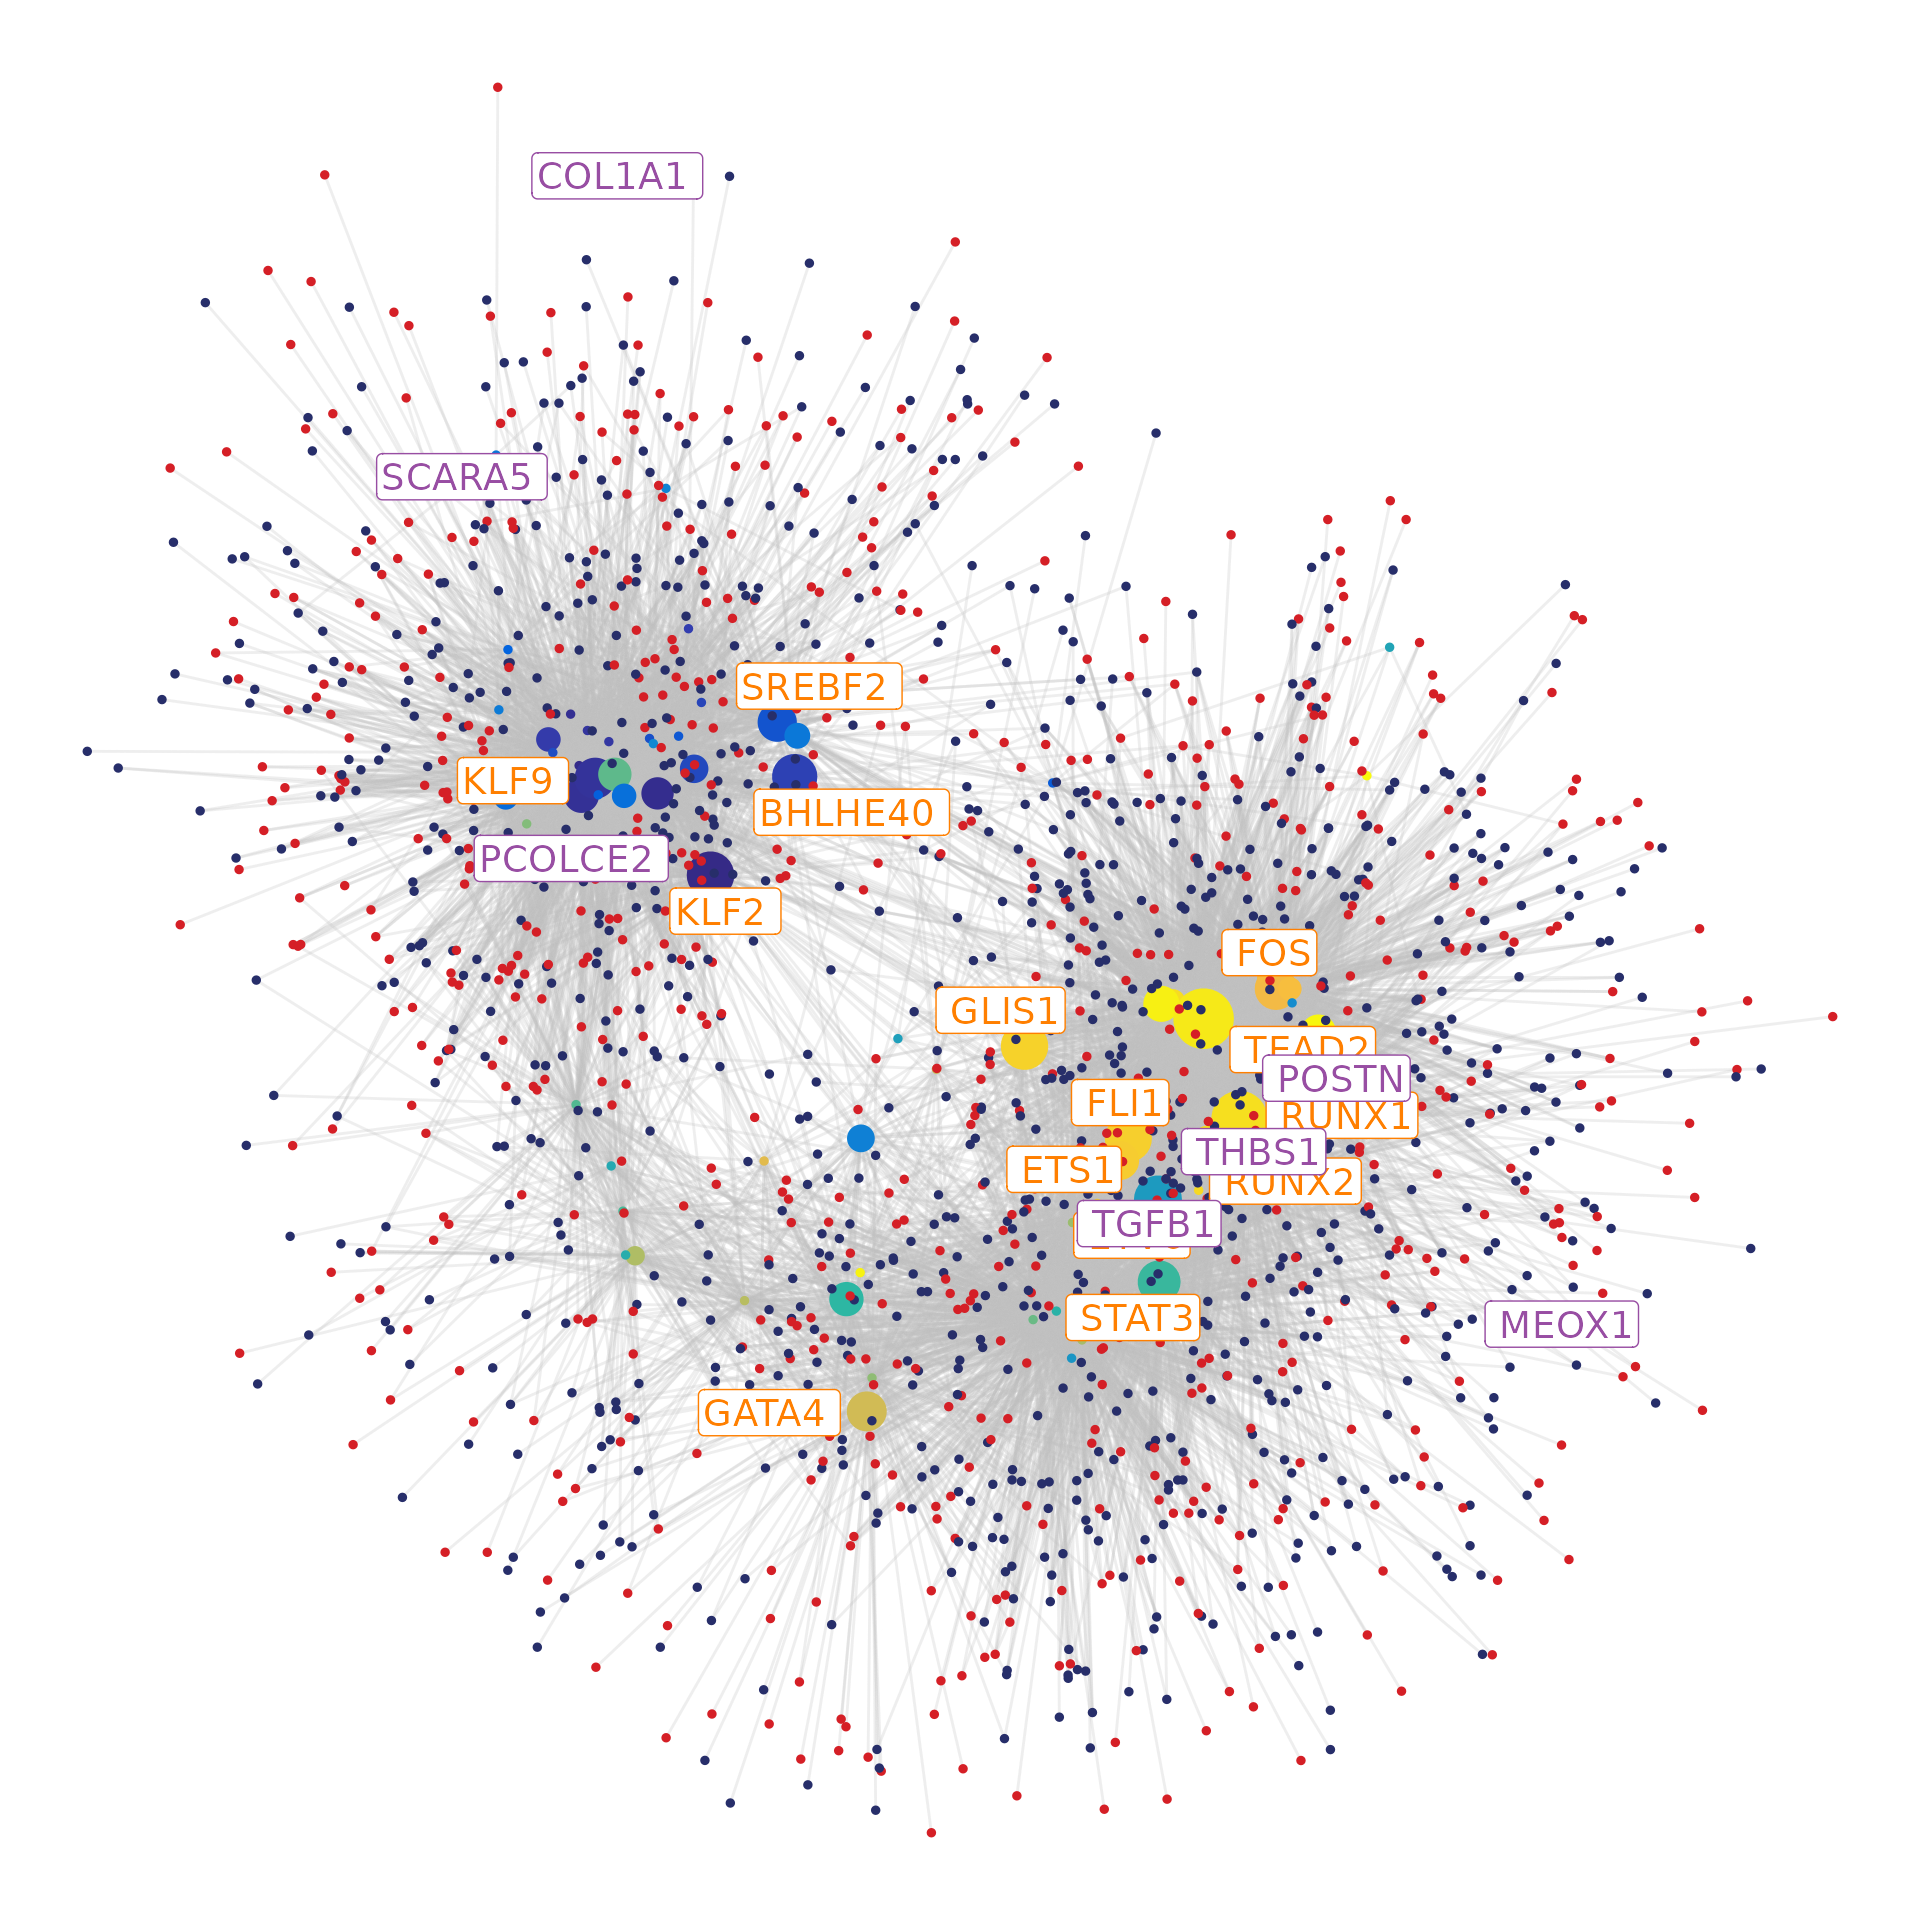 COL1A1
SCARA5
SREBF2
KLF9
BHLHE40
PCOLCE2
KLF2
FOS
GLIS1
TEAD2
POSTN
FLI1
RUNX1
THBS1
ETS1
RUNX2
TGFB1
STAT3
MEOX1
GATA4